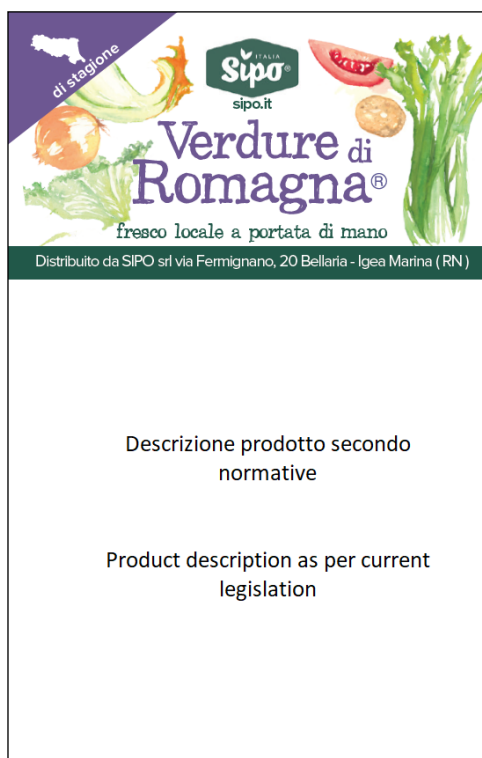 di stagione
ITALIA
Sipo®
sipo.it
Verdure di
Romagna®
fresco locale a portata di mano
Distribuito da SIPO srl via Fermignano, 20 Bellaria - Igea Marina ( RN )
Descrizione prodotto secondo
normative
Product description as per current
legislation